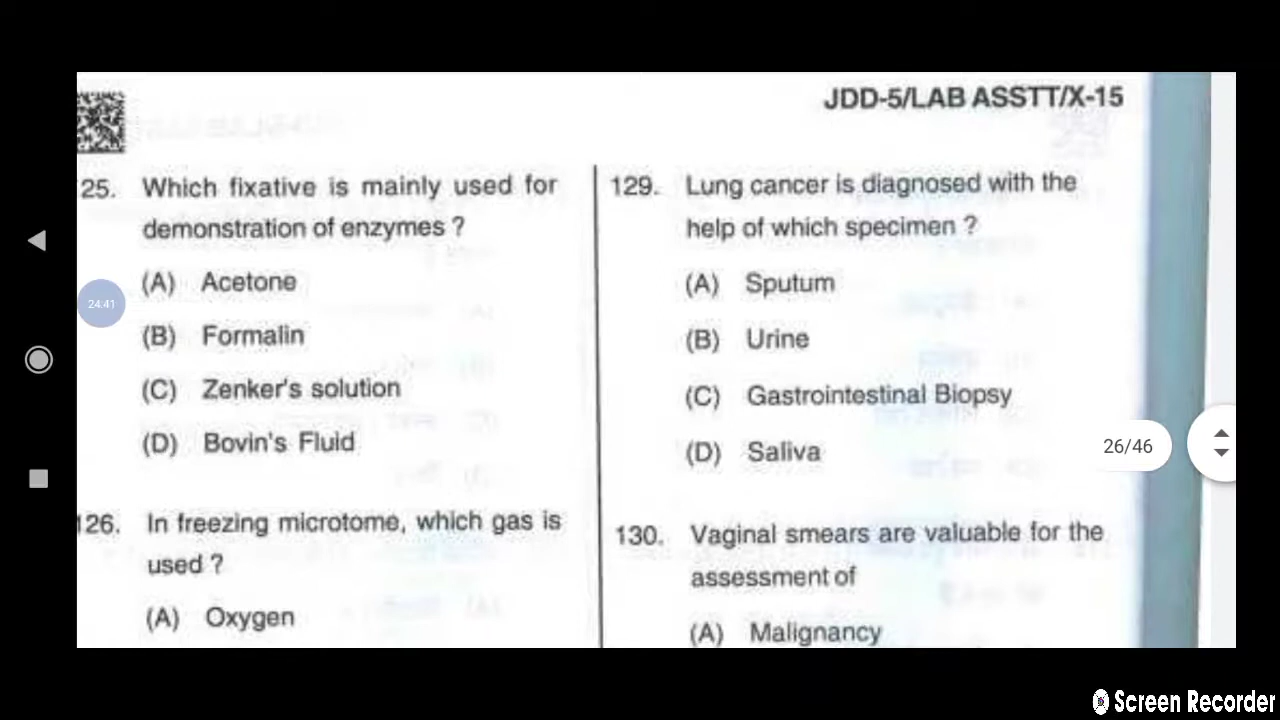 JDD-5/LAB ASSTT/X-15
25. Which fixative is mainly used for
demonstration of enzymes ?
(A) Acetone
(B) Formalin
(C) Zenker's solution
(D) Bovin's Fluid
126. In freezing microtome, which gas is
used ?
(A) Oxygen
129. Lung cancer is diagnosed with the
help of which specimen ?
(A) Sputum
(B) Urine
(C) Gastrointestinal Biopsy
(D) Saliva
130. Vaginal smears are valuable for the
assessment of
(A) Malignancy
24:41
26/46
Screen Recorder